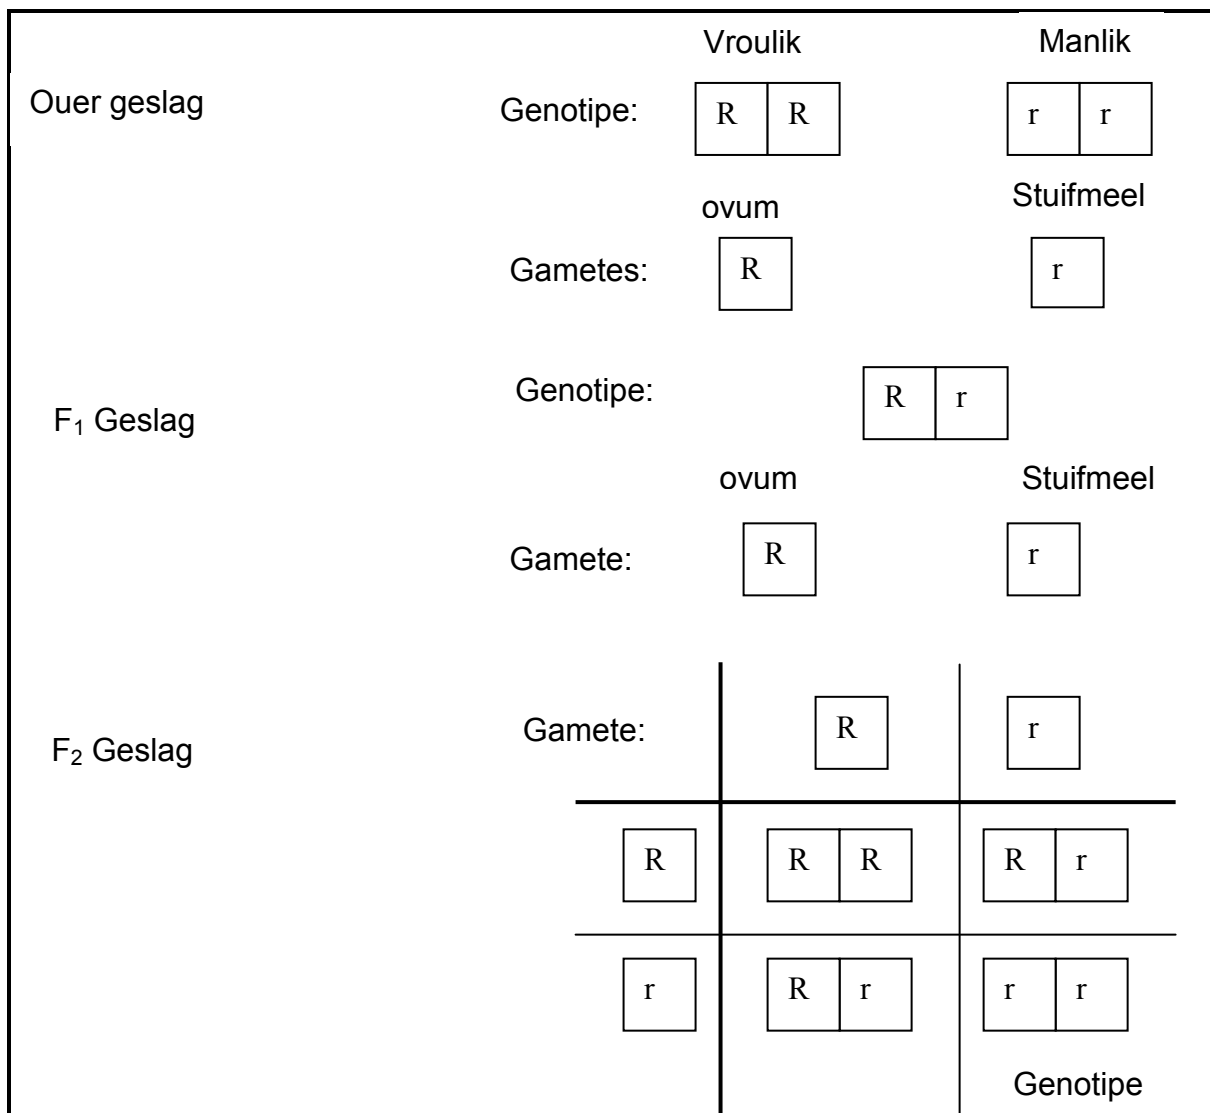 Vroulik Manlik
Ouer geslag Genotipe: R R r r
ovum Stuifmeel
Gametes: R r
Genotipe: R r
F₁ Geslag
ovum Stuifmeel
Gamete: R r
F₂ Geslag Gamete: R r
R R R R r
r R r r r
Genotipe